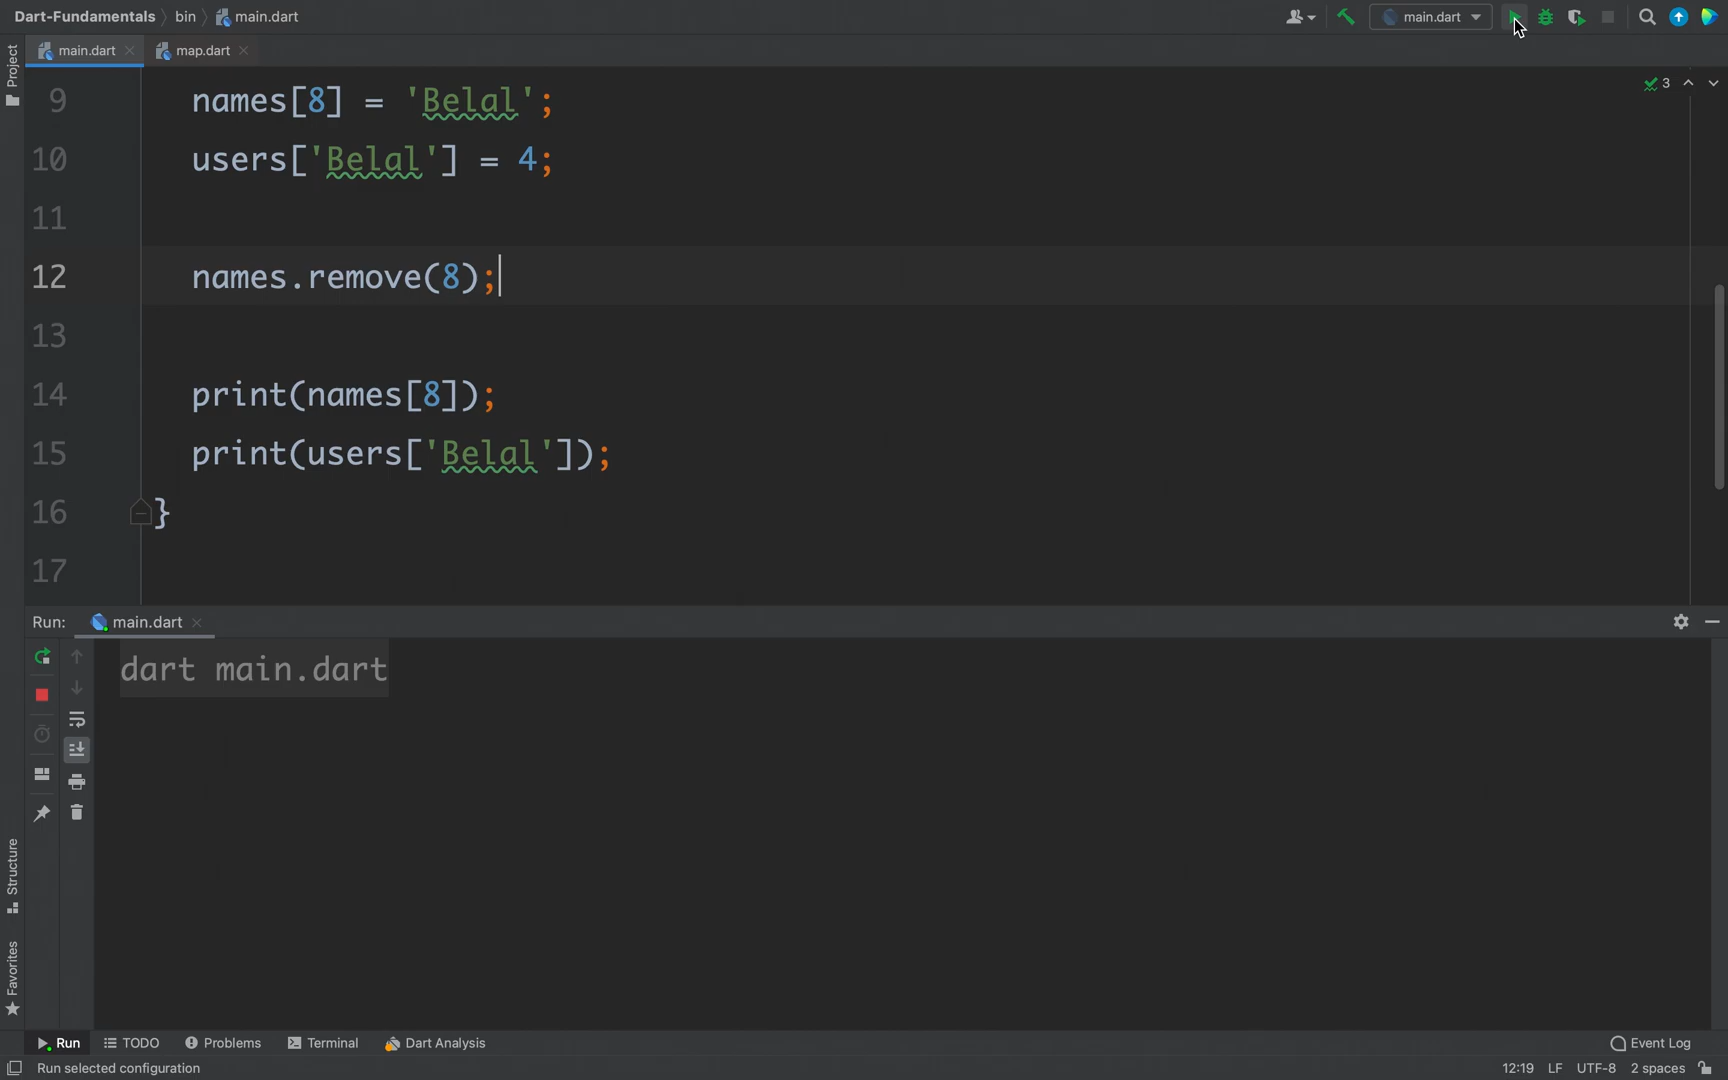 Dart-Fundamentals bin main.dart
main.dart
main.dart
map.dart
Project
9 names[8] = 'Belal';
3
10 users['Belal'] = 4;
11
12 names.remove(8);
13
14 print(names[8]);
15 print(users['Belal']);
16 }
17
Run: main.dart
dart main.dart
Structure
Favorites
Run
TODO
Problems
Terminal
Dart Analysis
Event Log
Run selected configuration
12:19 LF UTF-8 2 spaces